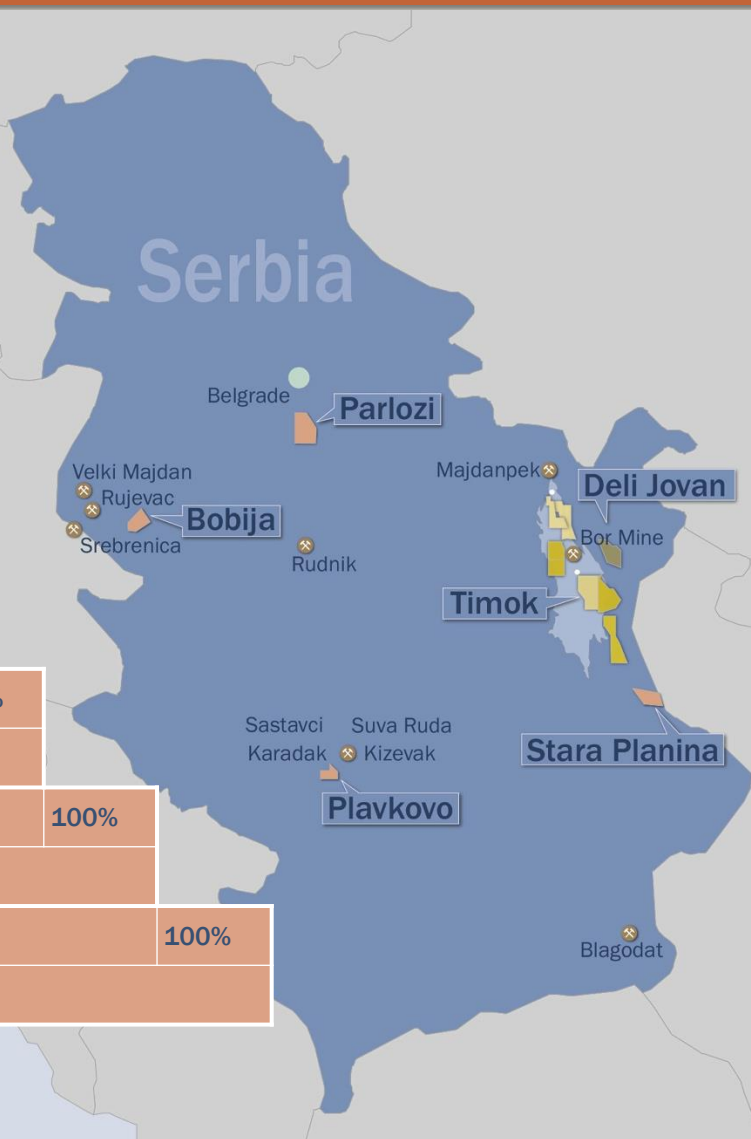 Serbia
Belgrade
Parlozi
Velki Majdan
Rujevac
Srebrenica
Bobija
Rudnik
Majdanpek
Deli Jovan
Bor Mine
Timok
Sastavci Suva Ruda
Karadak Kizevak
Stara Planina
Plavkovo
100%
100%
Blagodat